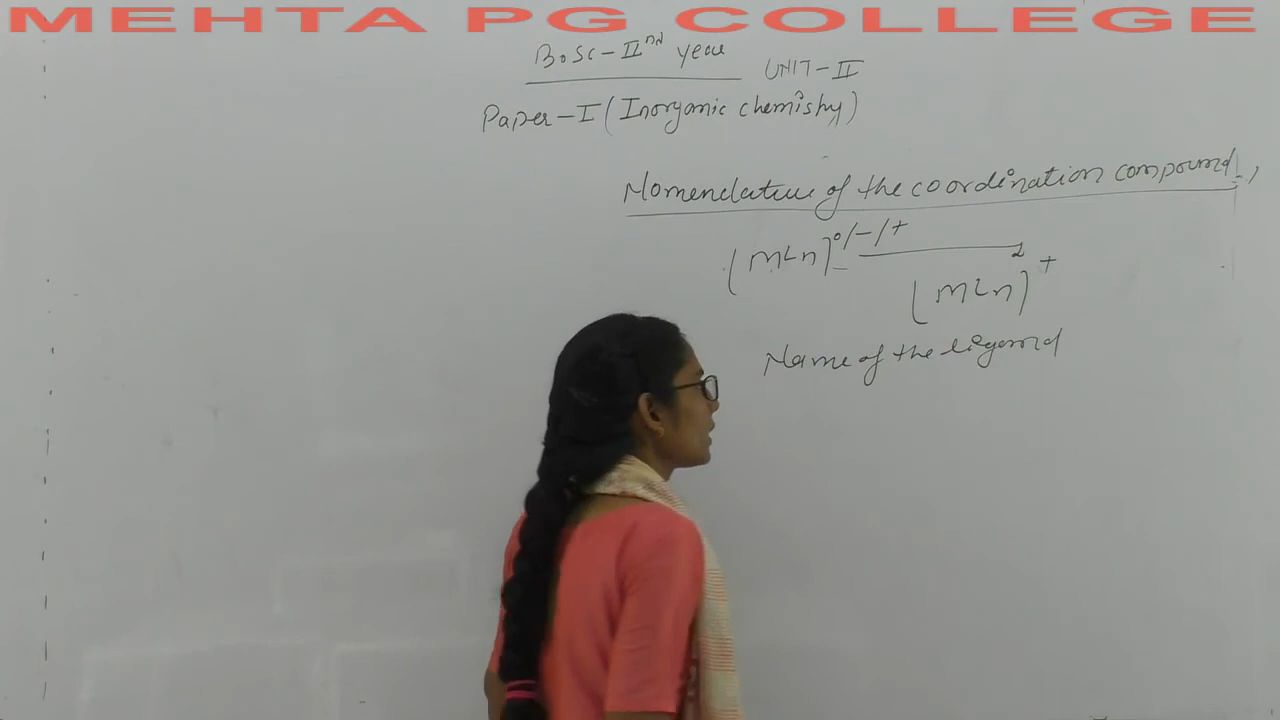 MEHTA PG COLLEGE
B.Sc-II nd year
UNIT-II
Paper-I (Inorganic chemistry)
Nomenclature of the coordination compound:-
[MLn]0/-/+
[MLn]+
Name of the ligand